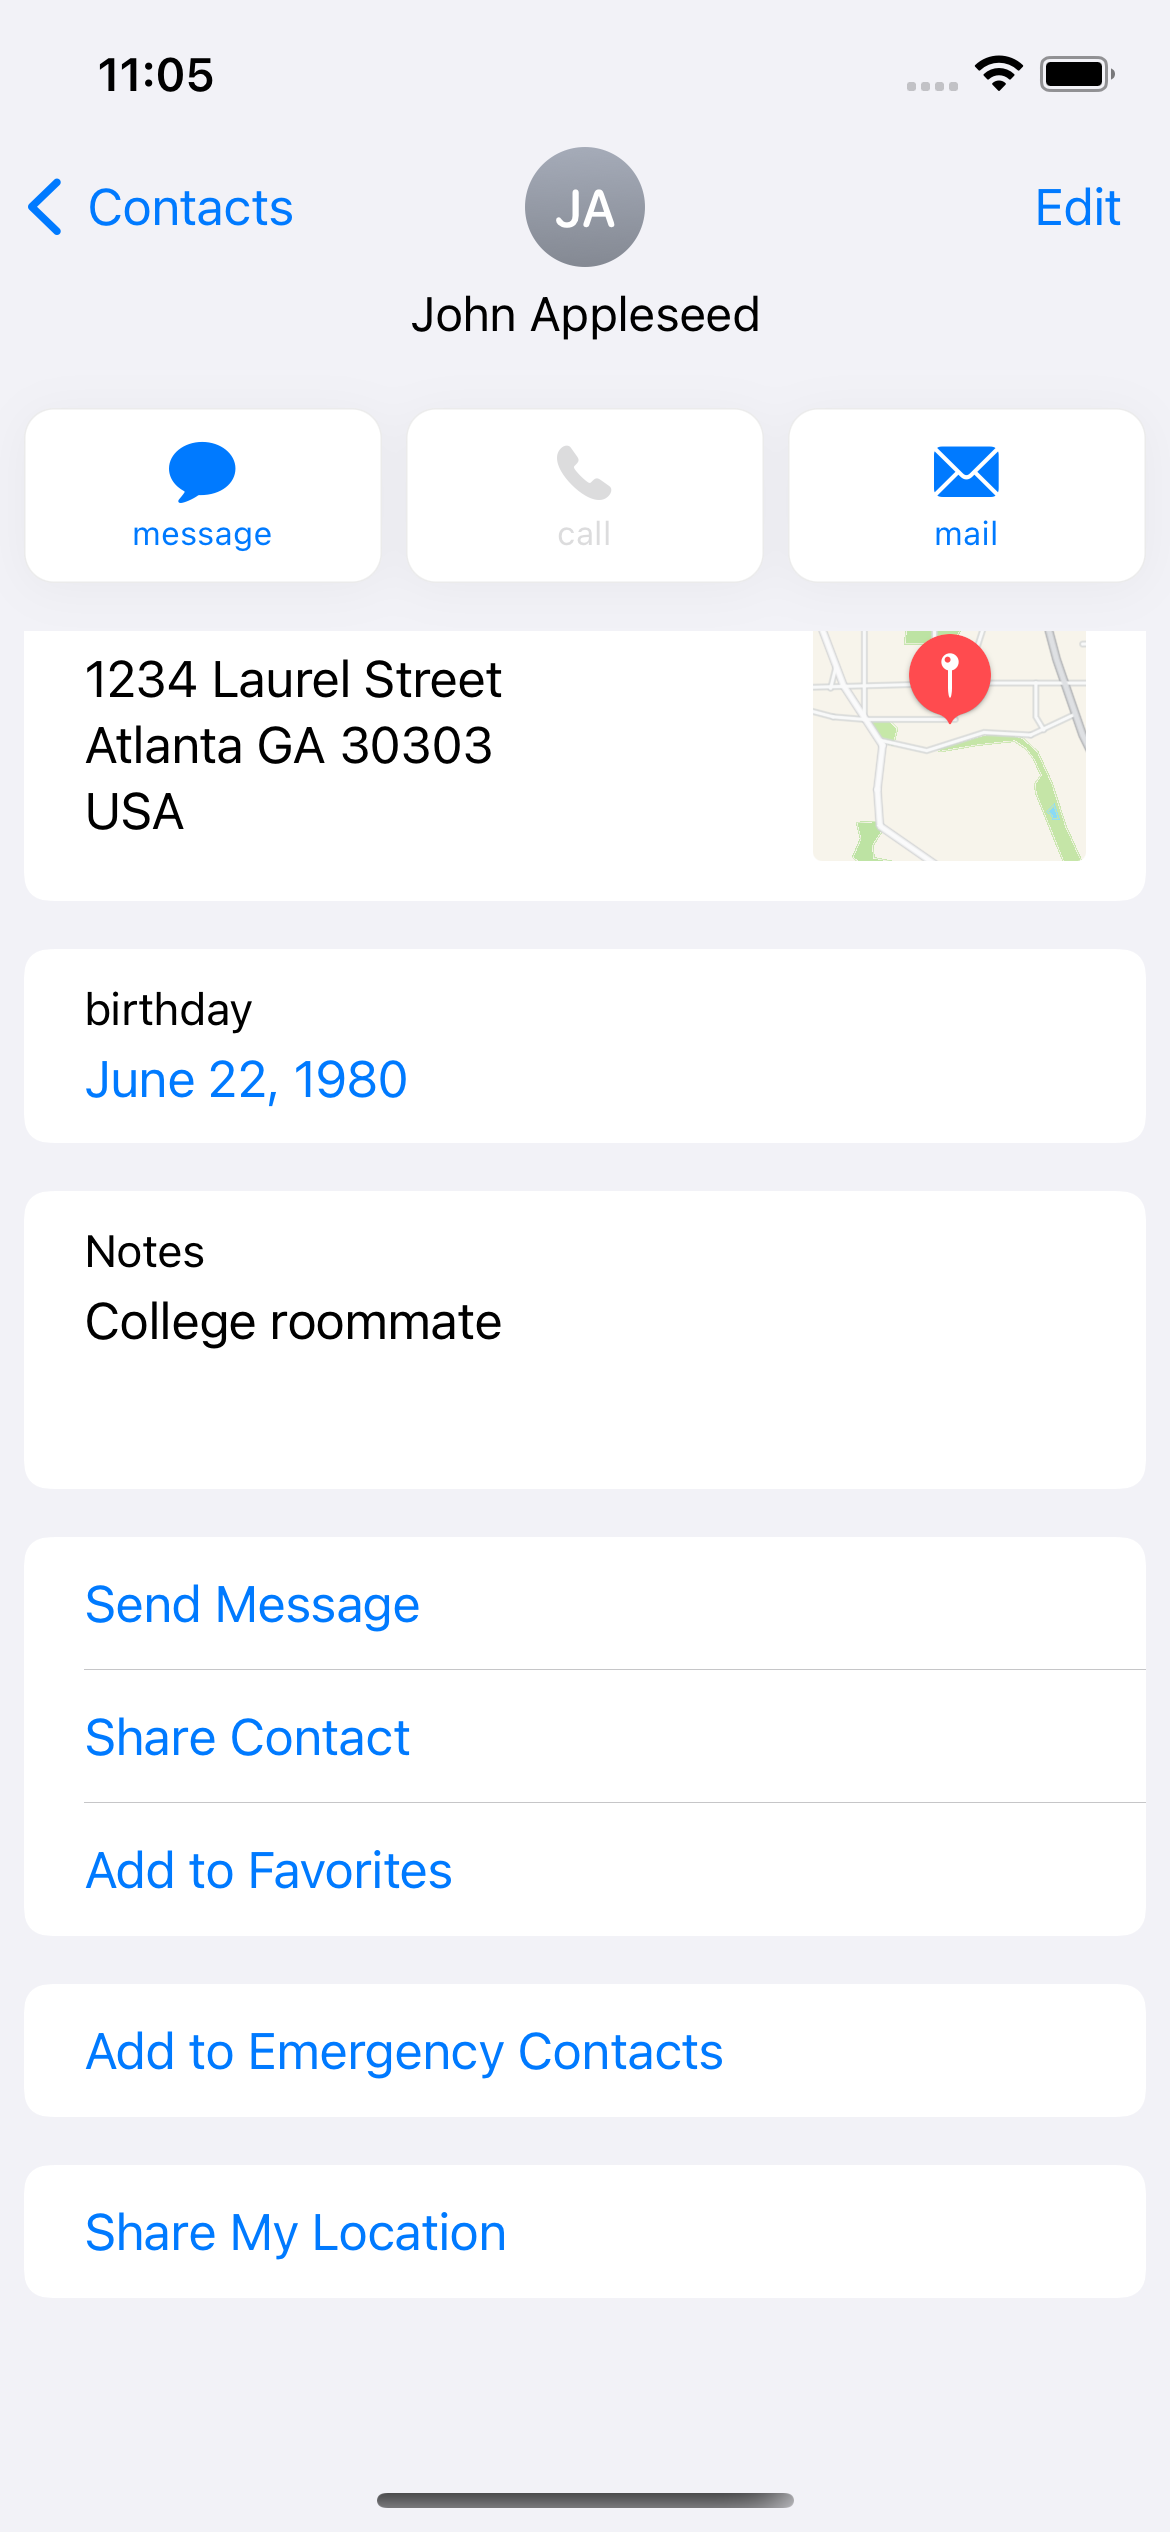 11:05
Contacts
JA
Edit
John Appleseed
message
call
mail
1234 Laurel Street
Atlanta GA 30303
USA
birthday
June 22, 1980
Notes
College roommate
Send Message
Share Contact
Add to Favorites
Add to Emergency Contacts
Share My Location